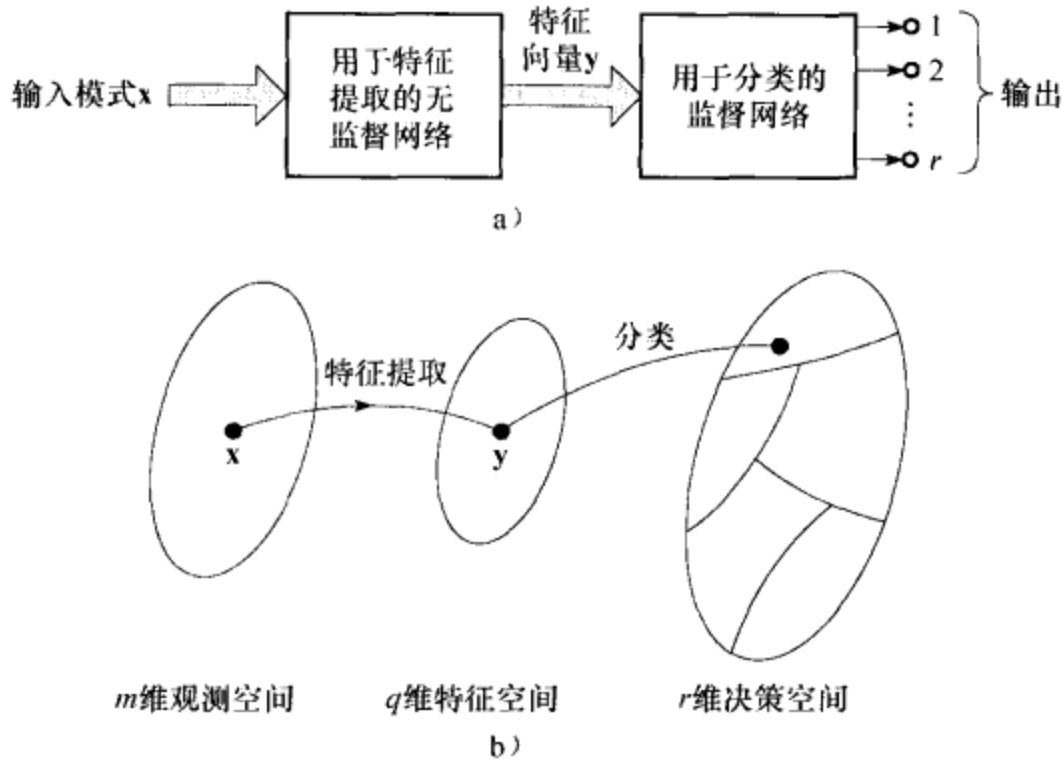 输入模式x
用于特征
提取的无
监督网络
特征
向量y
用于分类的
监督网络
1
2
⋮
r
输出
a）
特征提取
分类
x
y
m维观测空间
q维特征空间
r维决策空间
b）